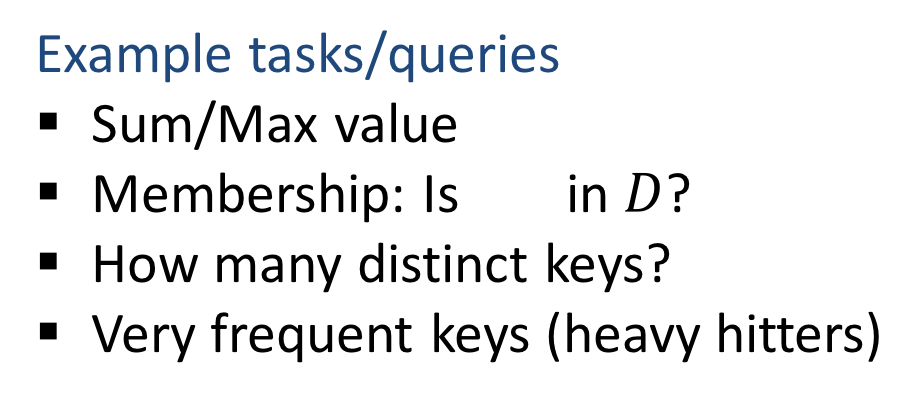 Example tasks/queries
▪ Sum/Max value
▪ Membership: Is in D?
▪ How many distinct keys?
▪ Very frequent keys (heavy hitters)